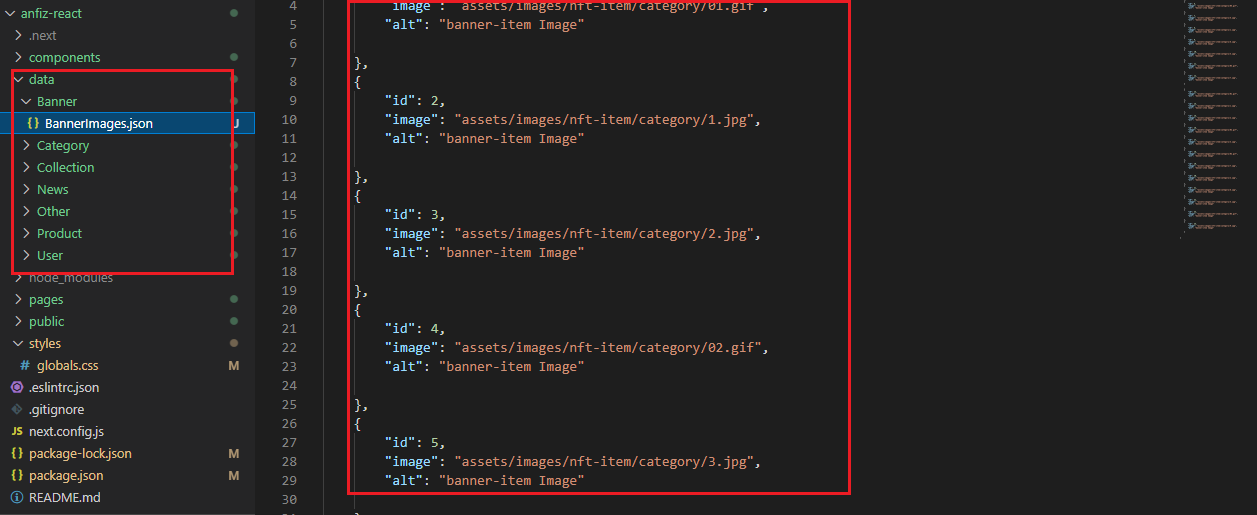 anfiz-react
.next
components
data
Banner
{} BannerImages.json U
Category
Collection
News
Other
Product
User
node_modules
pages
public
styles
# globals.css M
.eslintrc.json
.gitignore
JS next.config.js
{} package-lock.json M
{} package.json M
README.md
4 "image": "assets/images/nft-item/category/01.gif",
5 "alt": "banner-item Image"
6
7 },
8 {
9 "id": 2,
10 "image": "assets/images/nft-item/category/1.jpg",
11 "alt": "banner-item Image"
12
13 },
14 {
15 "id": 3,
16 "image": "assets/images/nft-item/category/2.jpg",
17 "alt": "banner-item Image"
18
19 },
20 {
21 "id": 4,
22 "image": "assets/images/nft-item/category/02.gif",
23 "alt": "banner-item Image"
24
25 },
26 {
27 "id": 5,
28 "image": "assets/images/nft-item/category/3.jpg",
29 "alt": "banner-item Image"
30